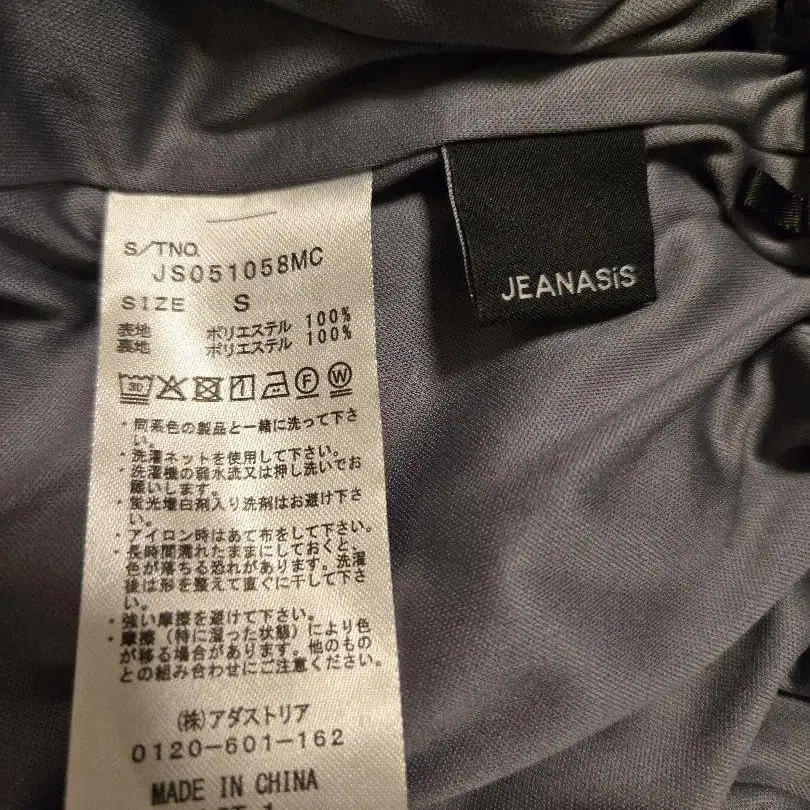 S/TNO.
JS051058MC
SIZE S
表地 ポリエステル 100%
裏地 ポリエステル 100%
30
F
W
・同系色の製品と一緒に洗って下さ
い。
・洗濯ネットを使用して下さい。
・洗濯機の弱水流又は押し洗いでお
願いします。
・蛍光増白剤入り洗剤はお避け下さ
い。
・アイロン時はあて布をして下さい。
・長時間濡れたままにしておくと、
色が落ちる恐れがあります。洗濯
後は形を整えて直ぐに干して下さ
い。
・強い摩擦を避けて下さい。
・摩擦（特に湿った状態）により色
が移る場合があります。他のもの
との組み合わせにご注意ください。
(株)アダストリア
0120-601-162
MADE IN CHINA
JEANASiS